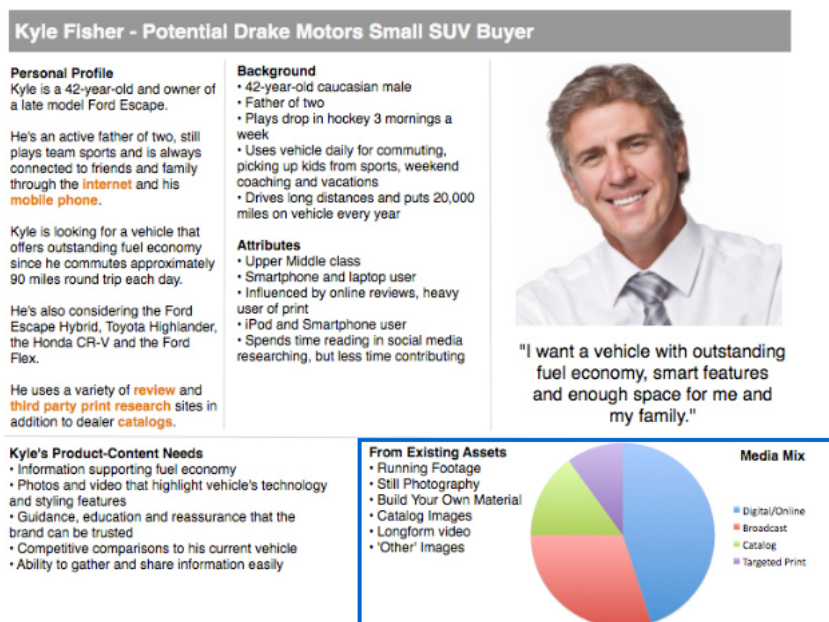 Kyle Fisher - Potential Drake Motors Small SUV Buyer
Personal Profile
Kyle is a 42-year-old and owner of
a late model Ford Escape.
He's an active father of two, still
plays team sports and is always
connected to friends and family
through the internet and his
mobile phone.
Kyle is looking for a vehicle that
offers outstanding fuel economy
since he commutes approximately
90 miles round trip each day.
He's also considering the Ford
Escape Hybrid, Toyota Highlander,
the Honda CR-V and the Ford
Flex.
He uses a variety of review and
third party print research sites in
addition to dealer catalogs.
Background
• 42-year-old caucasian male
• Father of two
• Plays drop in hockey 3 mornings a
week
• Uses vehicle daily for commuting,
picking up kids from sports, weekend
coaching and vacations
• Drives long distances and puts 20,000
miles on vehicle every year
Attributes
• Upper Middle class
• Smartphone and laptop user
• Influenced by online reviews, heavy
user of print
• iPod and Smartphone user
• Spends time reading in social media
researching, but less time contributing
"I want a vehicle with outstanding
fuel economy, smart features
and enough space for me and
my family."
Kyle's Product-Content Needs
• Information supporting fuel economy
• Photos and video that highlight vehicle's technology
and styling features
• Guidance, education and reassurance that the
brand can be trusted
• Competitive comparisons to his current vehicle
• Ability to gather and share information easily
From Existing Assets
• Running Footage
• Still Photography
• Build Your Own Material
• Catalog Images
• Longform video
• 'Other' Images
Media Mix
Digital/Online
Broadcast
Catalog
Targeted Print